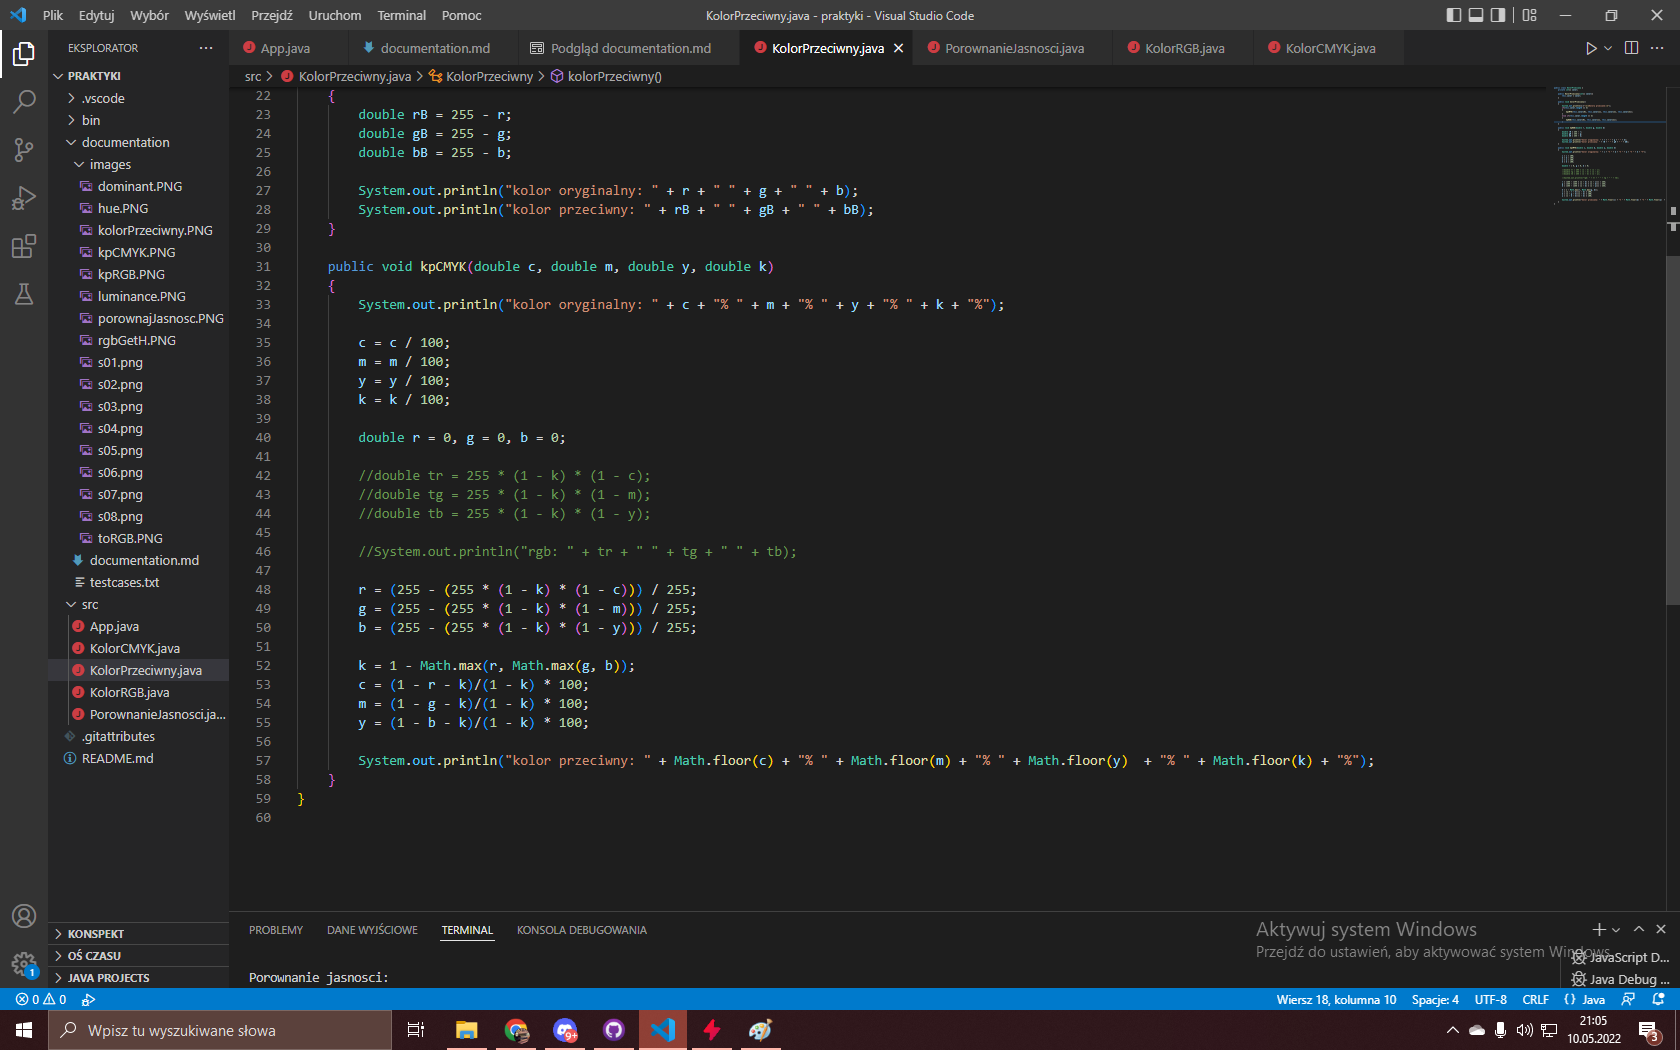 Plik Edytuj Wybór Wyświetl Przejdź Uruchom Terminal Pomoc
KolorPrzeciwny.java - praktyki - Visual Studio Code
EKSPLORATOR
App.java
documentation.md
Podgląd documentation.md
KolorPrzeciwny.java
PorownanieJasnosci.java
KolorRGB.java
KolorCMYK.java
src > KolorPrzeciwny.java > KolorPrzeciwny > kolorPrzeciwny()
PRAKTYKI
.vscode
bin
documentation
images
dominant.PNG
hue.PNG
kolorPrzeciwny.PNG
kpCMYK.PNG
kpRGB.PNG
luminance.PNG
porownajJasnosc.PNG
rgbGetH.PNG
s01.png
s02.png
s03.png
s04.png
s05.png
s06.png
s07.png
s08.png
toRGB.PNG
documentation.md
testcases.txt
src
App.java
KolorCMYK.java
KolorPrzeciwny.java
KolorRGB.java
PorownanieJasnosci.ja...
.gitattributes
README.md
KONSPEKT
OŚ CZASU
JAVA PROJECTS
22 {
23 double rB = 255 - r;
24 double gB = 255 - g;
25 double bB = 255 - b;
26
27 System.out.println("kolor oryginalny: " + r + " " + g + " " + b);
28 System.out.println("kolor przeciwny: " + rB + " " + gB + " " + bB);
29 }
30
31 public void kpCMYK(double c, double m, double y, double k)
32 {
33 System.out.println("kolor oryginalny: " + c + "% " + m + "% " + y + "% " + k + "%");
34
35 c = c / 100;
36 m = m / 100;
37 y = y / 100;
38 k = k / 100;
39
40 double r = 0, g = 0, b = 0;
41
42 //double tr = 255 * (1 - k) * (1 - c);
43 //double tg = 255 * (1 - k) * (1 - m);
44 //double tb = 255 * (1 - k) * (1 - y);
45
46 //System.out.println("rgb: " + tr + " " + tg + " " + tb);
47
48 r = (255 - (255 * (1 - k) * (1 - c))) / 255;
49 g = (255 - (255 * (1 - k) * (1 - m))) / 255;
50 b = (255 - (255 * (1 - k) * (1 - y))) / 255;
51
52 k = 1 - Math.max(r, Math.max(g, b));
53 c = (1 - r - k)/(1 - k) * 100;
54 m = (1 - g - k)/(1 - k) * 100;
55 y = (1 - b - k)/(1 - k) * 100;
56
57 System.out.println("kolor przeciwny: " + Math.floor(c) + "% " + Math.floor(m) + "% " + Math.floor(y)  + "% " + Math.floor(k) + "%");
58 }
59 }
60
PROBLEMY DANE WYJŚCIOWE TERMINAL KONSOLA DEBUGOWANIA
Porownanie jasnosci:
Aktywuj system Windows
Przejdź do ustawień, aby aktywować system Windows.
JavaScript D...
Java Debug ...
1
0 0
Wiersz 18, kolumna 10 Spacje: 4 UTF-8 CRLF {} Java
Wpisz tu wyszukiwane słowa
9+
21:05
10.05.2022
3